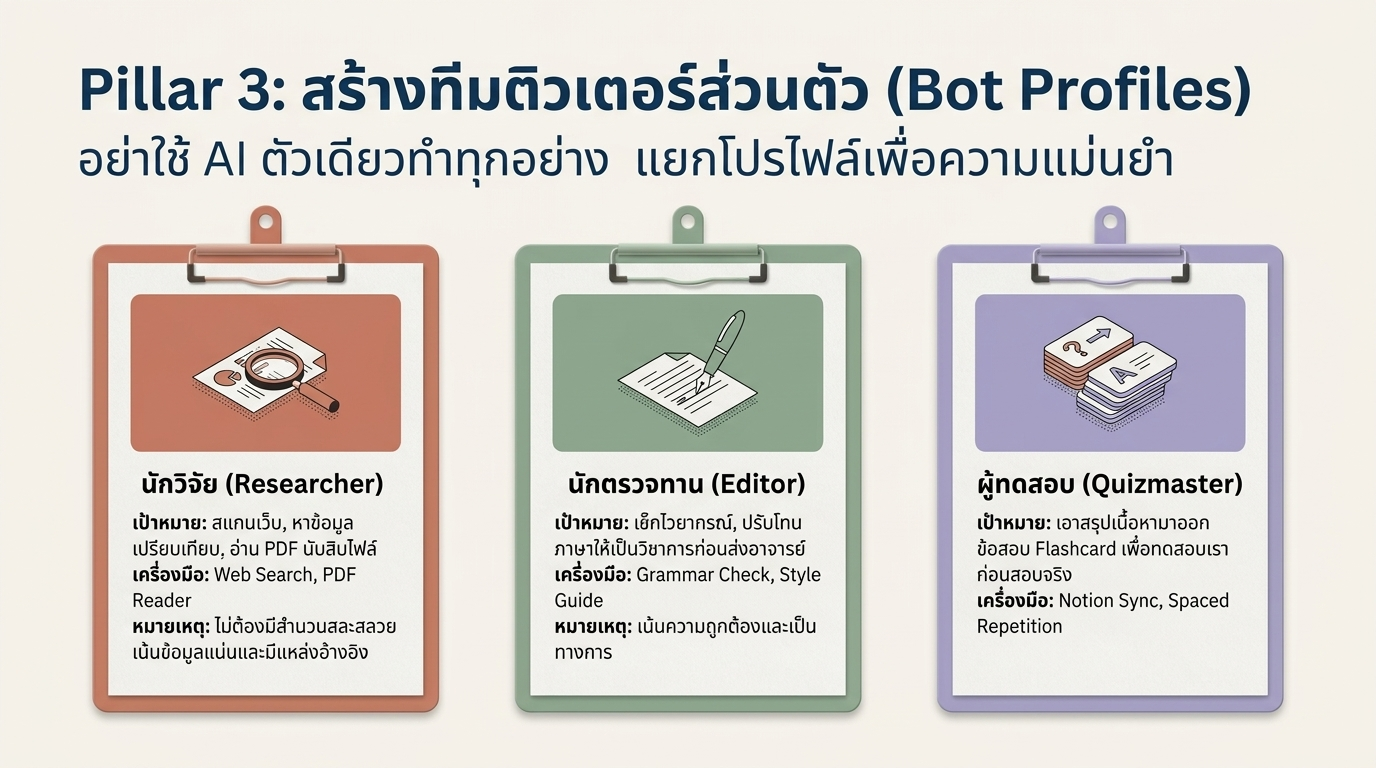 Pillar 3: สร้างทีมติวเตอร์ส่วนตัว (Bot Profiles)
อย่าใช้ AI ตัวเดียวทำทุกอย่าง แยกโปรไฟล์เพื่อความแม่นยำ
นักวิจัย (Researcher)
เป้าหมาย: สแกนเว็บ, หาข้อมูล
เปรียบเทียบ, อ่าน PDF นับสิบไฟล์
เครื่องมือ: Web Search, PDF
Reader
หมายเหตุ: ไม่ต้องมีสำนวนสละสลวย
เน้นข้อมูลแน่นและมีแหล่งอ้างอิง
นักตรวจทาน (Editor)
เป้าหมาย: เช็กไวยากรณ์, ปรับโทน
ภาษาให้เป็นวิชาการก่อนส่งอาจารย์
เครื่องมือ: Grammar Check, Style
Guide
หมายเหตุ: เน้นความถูกต้องและเป็น
ทางการ
?
A
ผู้ทดสอบ (Quizmaster)
เป้าหมาย: เอาสรุปเนื้อหามาออก
ข้อสอบ Flashcard เพื่อทดสอบเรา
ก่อนสอบจริง
เครื่องมือ: Notion Sync, Spaced
Repetition